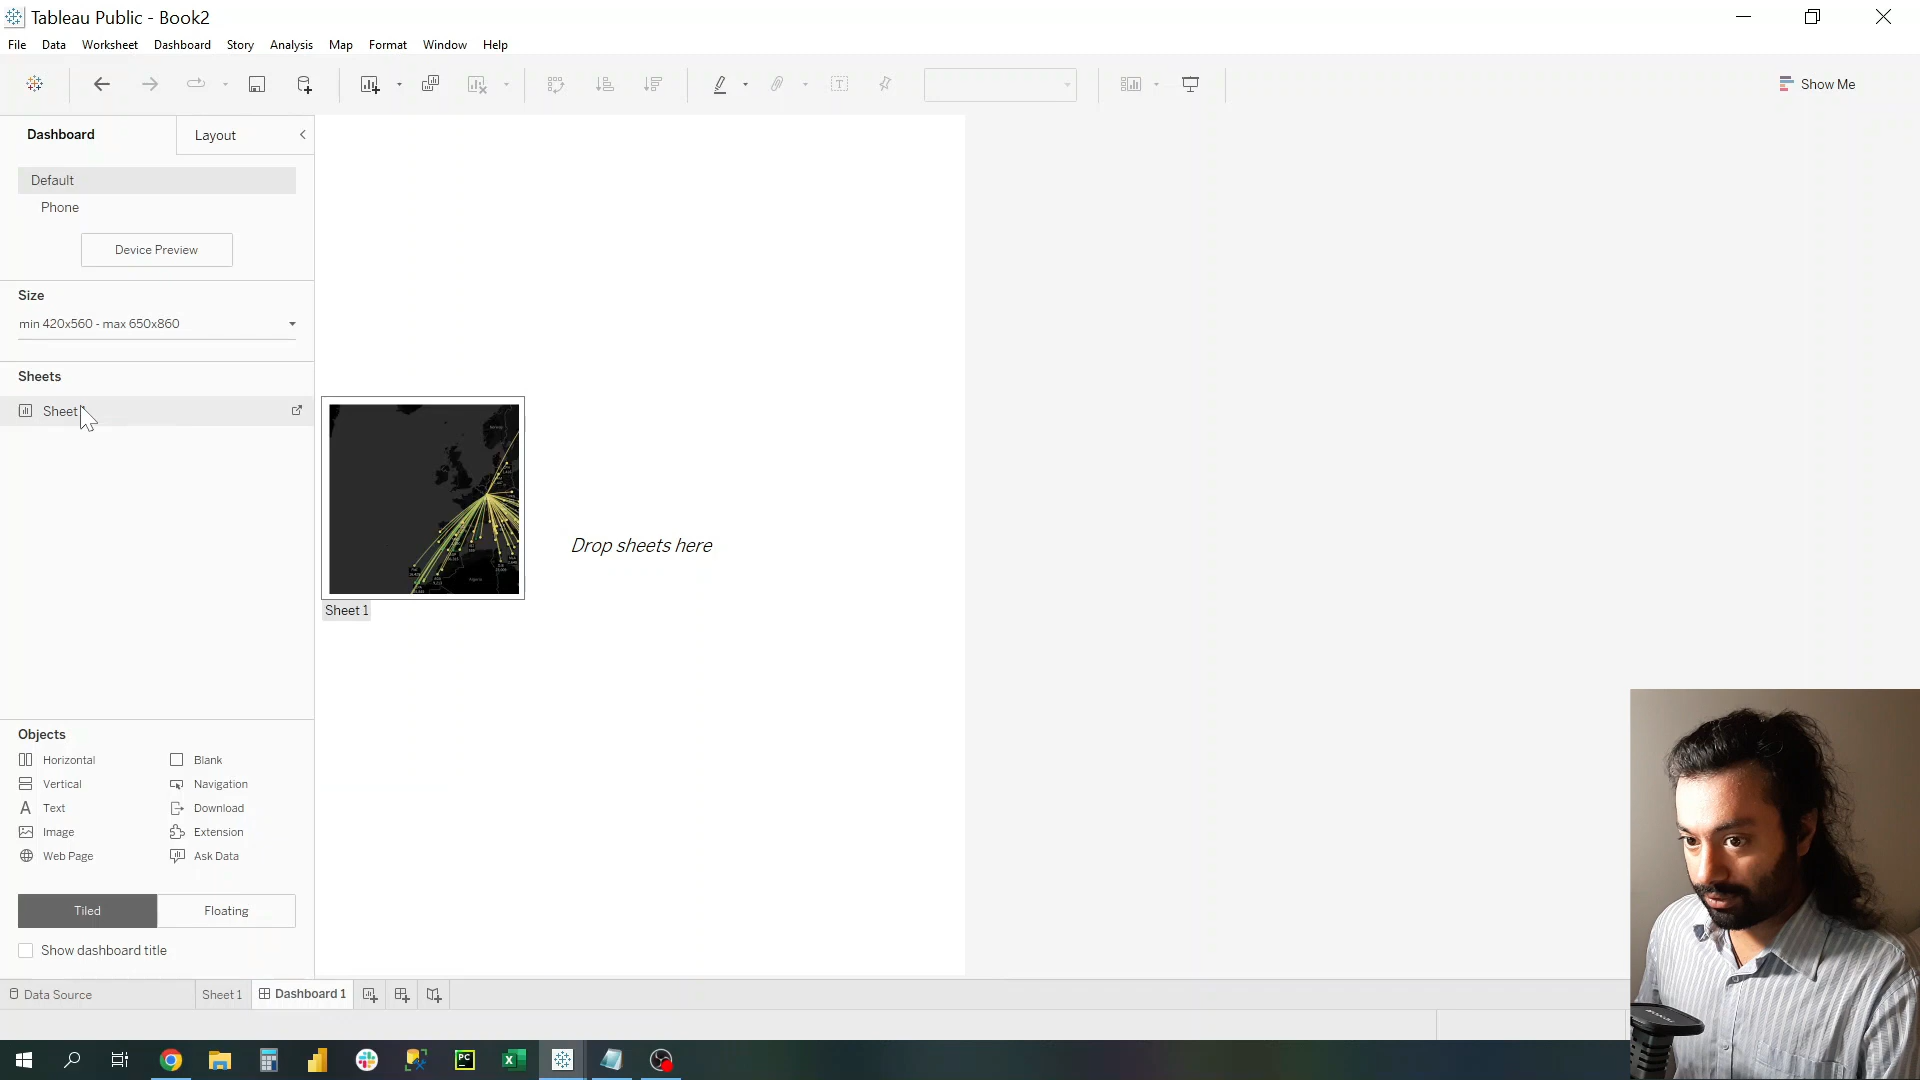 Tableau Public - Book2
File Data Worksheet Dashboard Story Analysis Map Format Window Help
Show Me
Dashboard
Layout
Default
Phone
Device Preview
Size
min 420x560 - max 650x860
Sheets
Sheet
Drop sheets here
Sheet 1
Objects
Horizontal
Blank
Vertical
Navigation
Text
Download
Image
Extension
Web Page
Ask Data
Tiled
Floating
Show dashboard title
Data Source
Sheet 1
Dashboard 1
PC